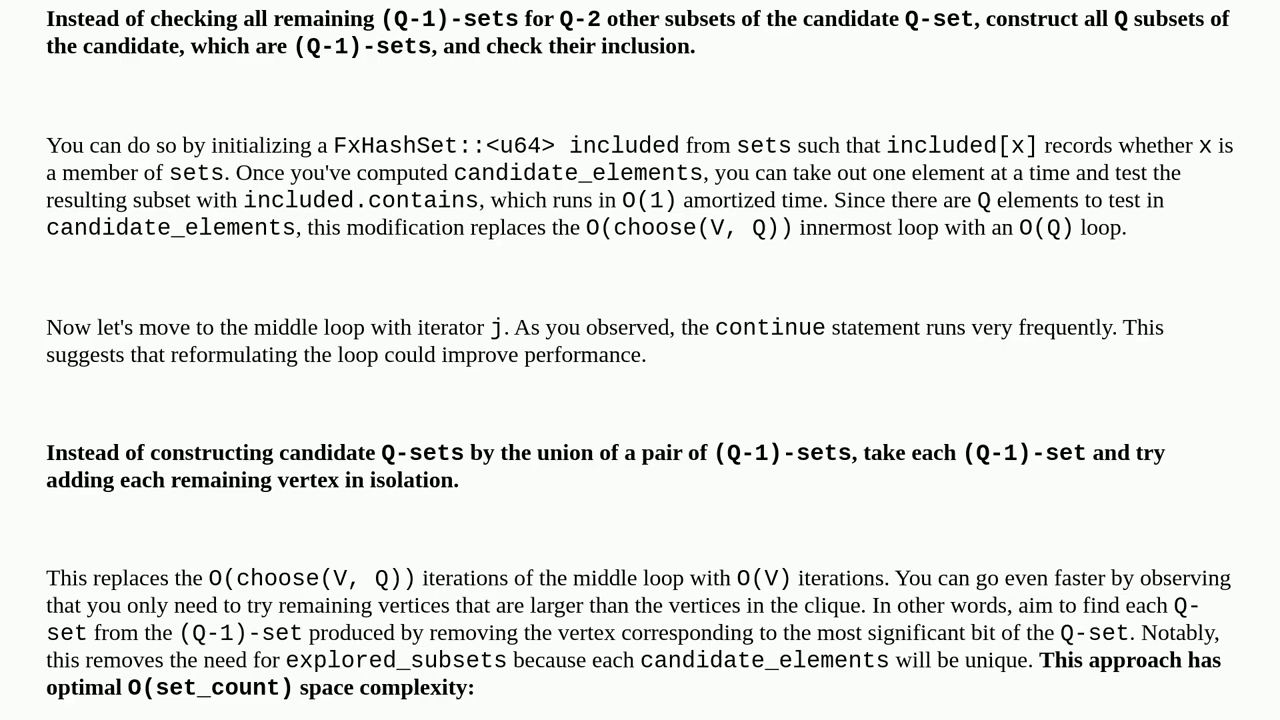 Instead of checking all remaining (Q-1)-sets for Q-2 other subsets of the candidate Q-set, construct all Q subsets of
the candidate, which are (Q-1)-sets, and check their inclusion.
You can do so by initializing a FxHashSet::<u64> included from sets such that included[x] records whether x is
a member of sets. Once you've computed candidate_elements, you can take out one element at a time and test the
resulting subset with included.contains, which runs in O(1) amortized time. Since there are Q elements to test in
candidate_elements, this modification replaces the O(choose(V, Q)) innermost loop with an O(Q) loop.
Now let's move to the middle loop with iterator j. As you observed, the continue statement runs very frequently. This
suggests that reformulating the loop could improve performance.
Instead of constructing candidate Q-sets by the union of a pair of (Q-1)-sets, take each (Q-1)-set and try
adding each remaining vertex in isolation.
This replaces the O(choose(V, Q)) iterations of the middle loop with O(V) iterations. You can go even faster by observing
that you only need to try remaining vertices that are larger than the vertices in the clique. In other words, aim to find each Q-
set from the (Q-1)-set produced by removing the vertex corresponding to the most significant bit of the Q-set. Notably,
this removes the need for explored_subsets because each candidate_elements will be unique. This approach has
optimal O(set_count) space complexity: